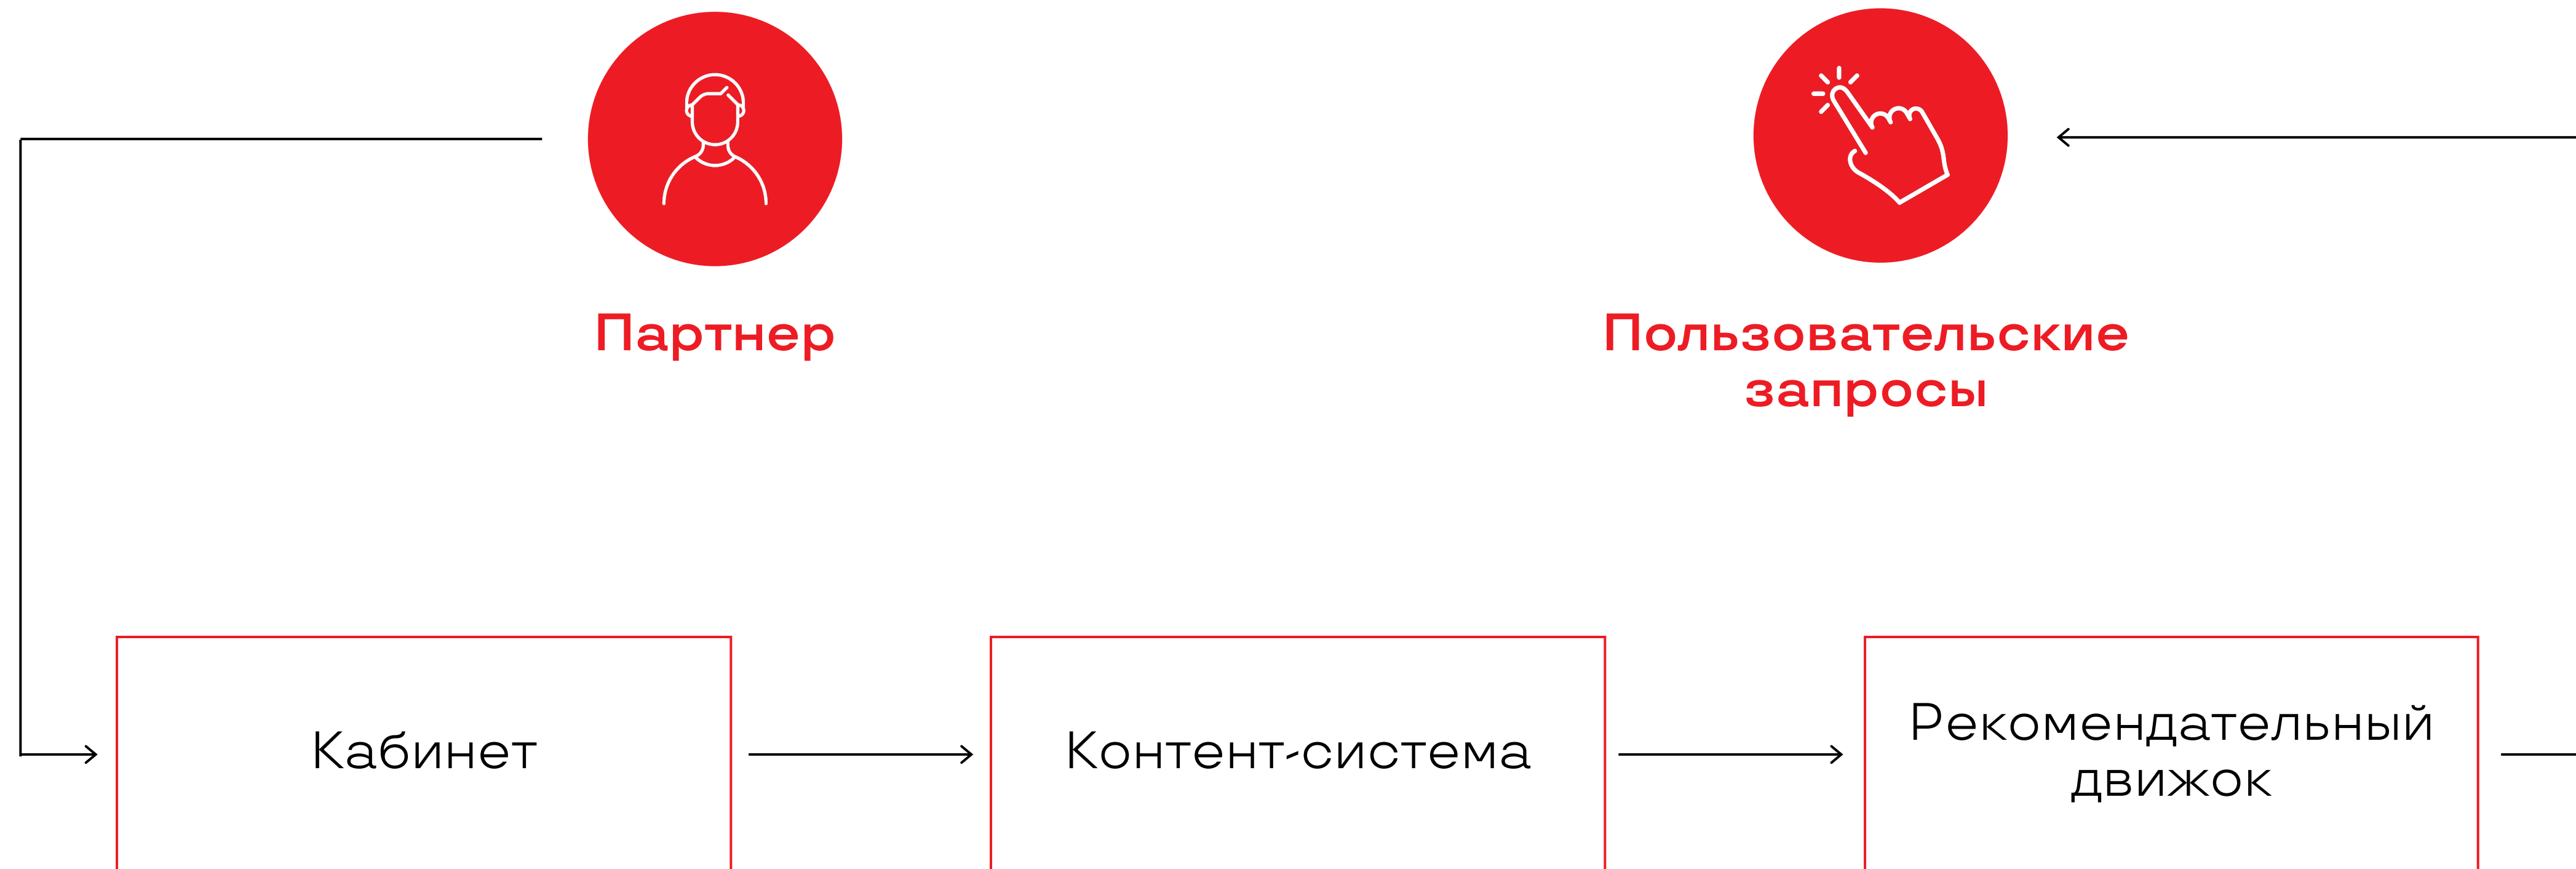 Партнер
Пользовательские
запросы
Кабинет
Контент-система
Рекомендательный
движок